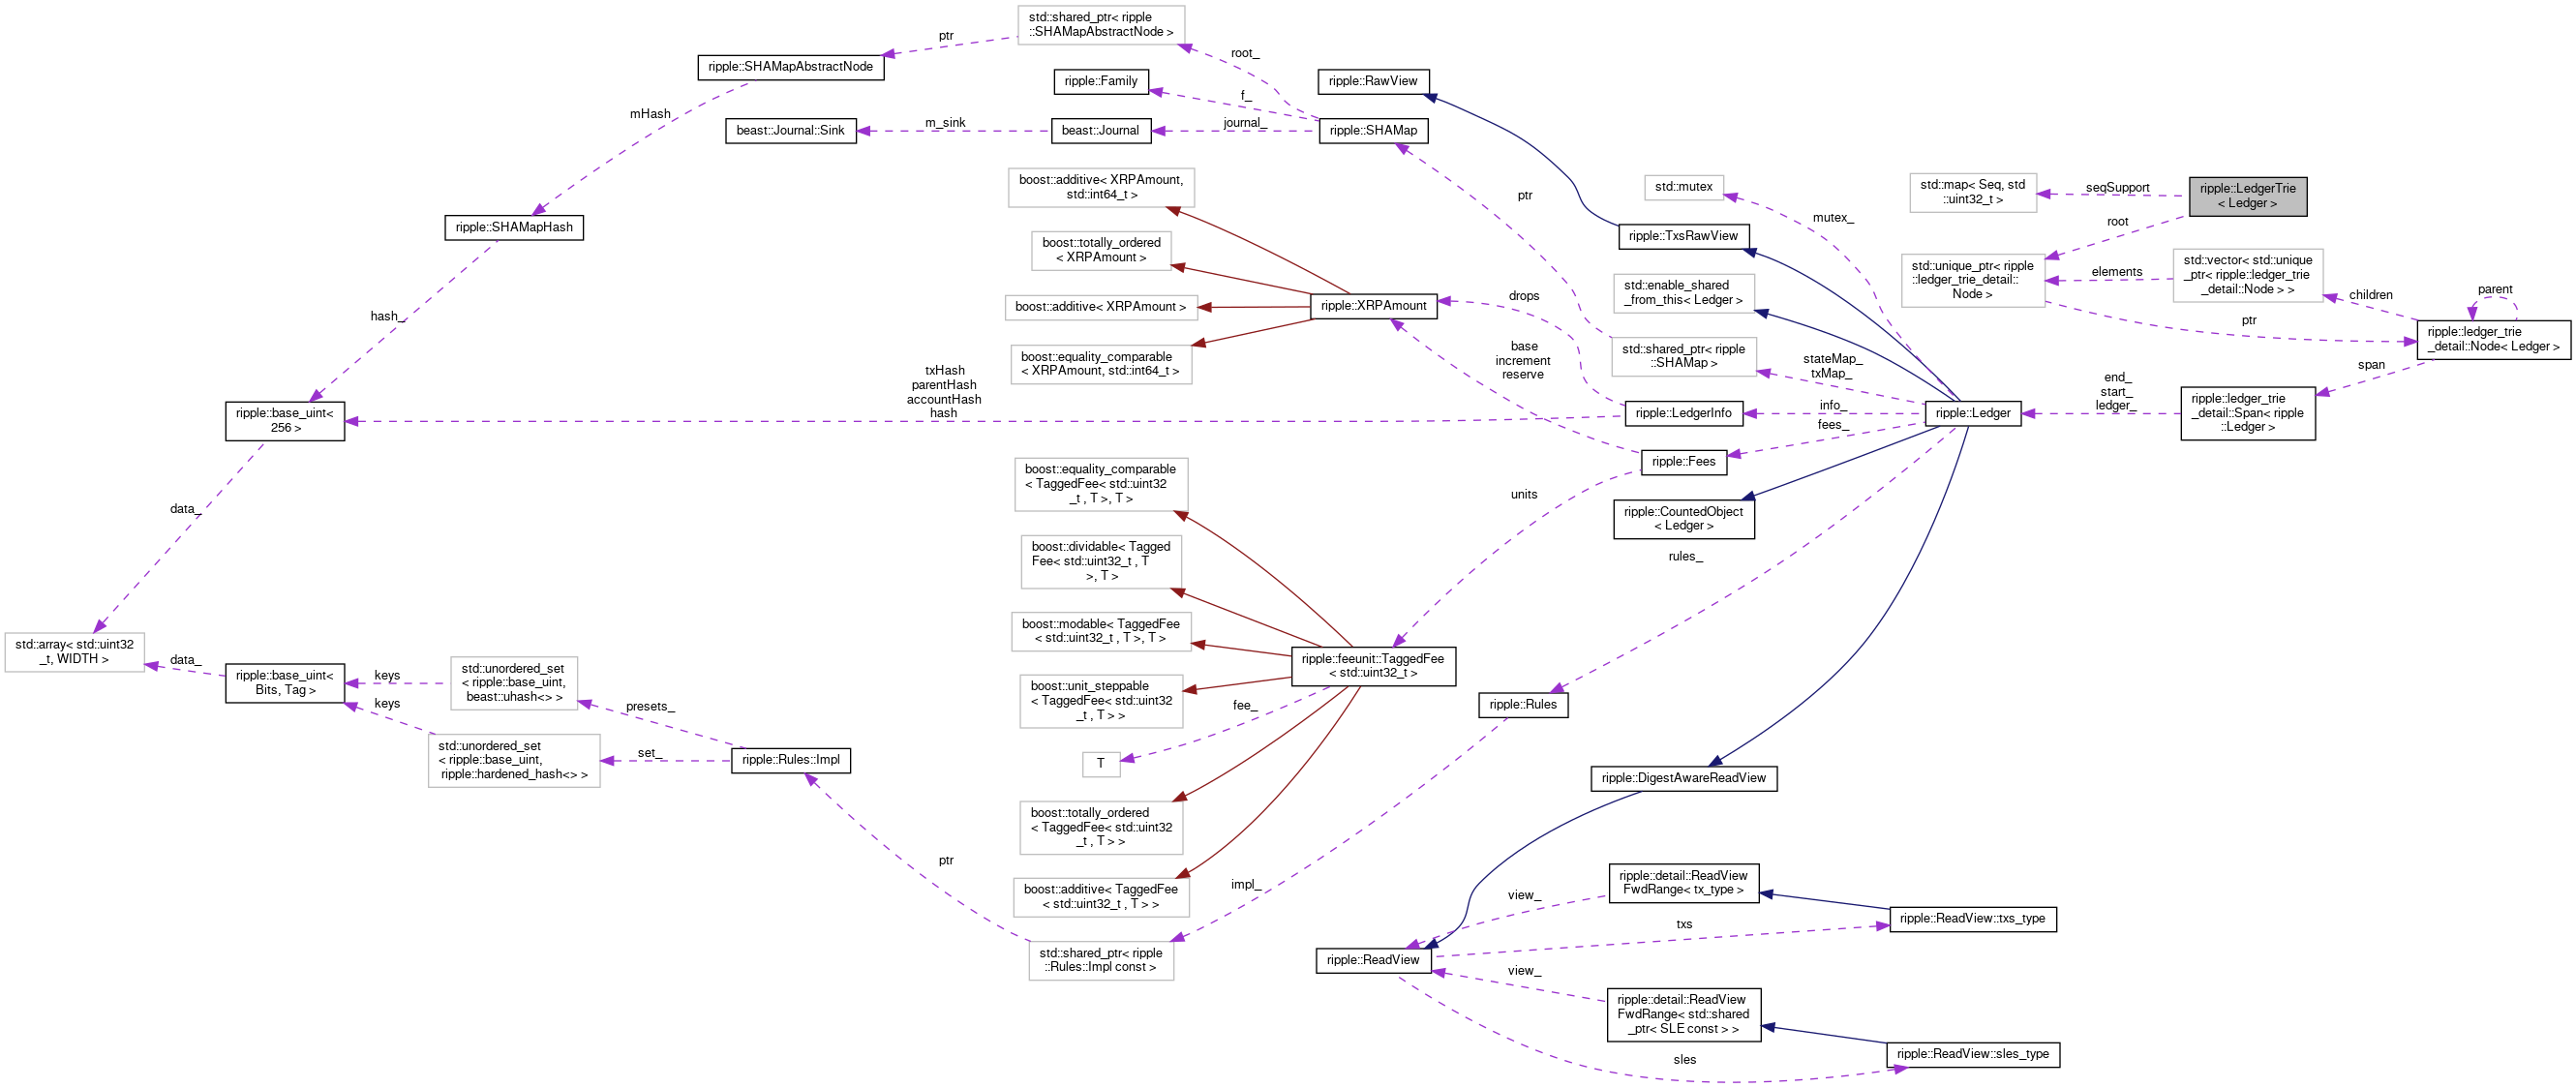 std::shared_ptr< ripple
::SHAMapAbstractNode >
ptr
root_
ripple::SHAMapAbstractNode
ripple::Family
f_
ripple::RawView
mHash
beast::Journal::Sink
m_sink
beast::Journal
journal_
ripple::SHAMap
boost::additive< XRPAmount,
std::int64_t >
ptr
std::mutex
std::map< Seq, std
::uint32_t >
seqSupport
ripple::LedgerTrie
< Ledger >
ripple::SHAMapHash
mutex_
root
boost::totally_ordered
< XRPAmount >
ripple::TxsRawView
std::unique_ptr< ripple
::ledger_trie_detail::
Node >
elements
std::vector< std::unique
_ptr< ripple::ledger_trie
_detail::Node > >
children
parent
std::enable_shared
_from_this< Ledger >
boost::additive< XRPAmount >
ripple::XRPAmount
drops
hash_
ptr
ripple::ledger_trie
_detail::Node< Ledger >
boost::equality_comparable
< XRPAmount, std::int64_t >
base
increment
reserve
std::shared_ptr< ripple
::SHAMap >
stateMap_
txMap_
span
txHash
parentHash
accountHash
hash
end_
start_
ledger_
ripple::base_uint<
256 >
ripple::LedgerInfo
info_
ripple::Ledger
ripple::ledger_trie
_detail::Span< ripple
::Ledger >
fees_
ripple::Fees
boost::equality_comparable
< TaggedFee< std::uint32
_t , T >, T >
units
data_
ripple::CountedObject
< Ledger >
boost::dividable< Tagged
Fee< std::uint32_t , T
>, T >
rules_
boost::modable< TaggedFee
< std::uint32_t , T >, T >
std::array< std::uint32
_t, WIDTH >
data_
ripple::base_uint<
Bits, Tag >
keys
keys
std::unordered_set
< ripple::base_uint,
beast::uhash<> >
ripple::feeunit::TaggedFee
< std::uint32_t >
boost::unit_steppable
< TaggedFee< std::uint32
_t , T > >
fee_
presets_
ripple::Rules
std::unordered_set
< ripple::base_uint,
ripple::hardened_hash<> >
set_
ripple::Rules::Impl
T
ripple::DigestAwareReadView
boost::totally_ordered
< TaggedFee< std::uint32
_t , T > >
ptr
boost::additive< TaggedFee
< std::uint32_t , T > >
impl_
view_
ripple::detail::ReadView
FwdRange< tx_type >
txs
ripple::ReadView::txs_type
std::shared_ptr< ripple
::Rules::Impl const >
ripple::ReadView
view_
ripple::detail::ReadView
FwdRange< std::shared
_ptr< SLE const > >
sles
ripple::ReadView::sles_type